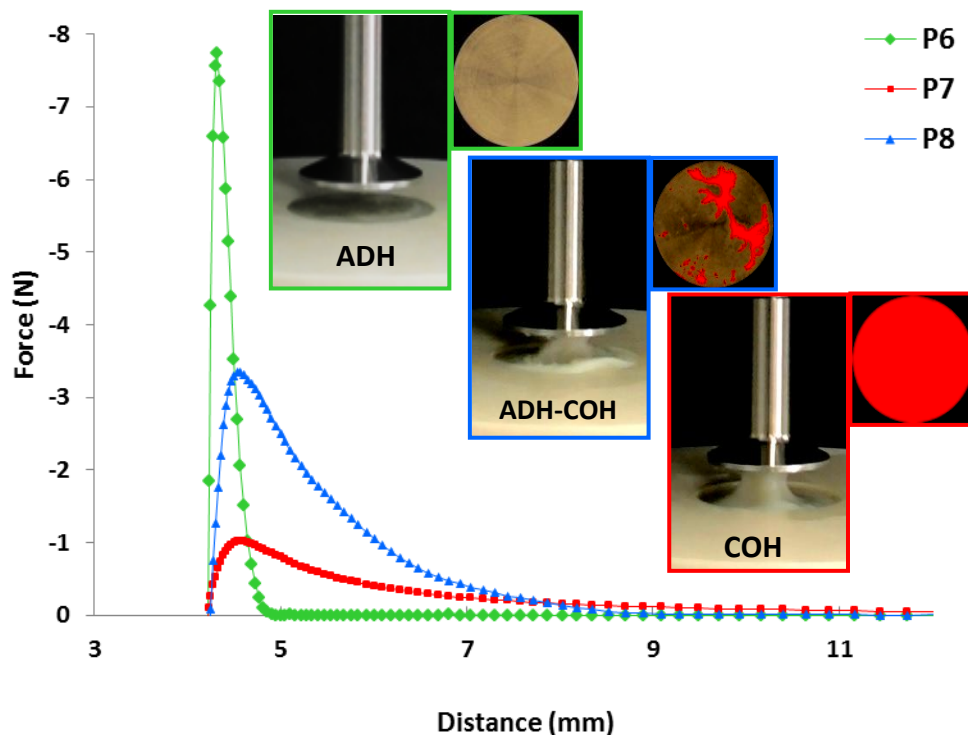 -8
-7
-6
-5
-4
-3
-2
-1
0
3
5
7
9
11
Force (N)
Distance (mm)
P6
P7
P8
ADH
ADH-COH
COH